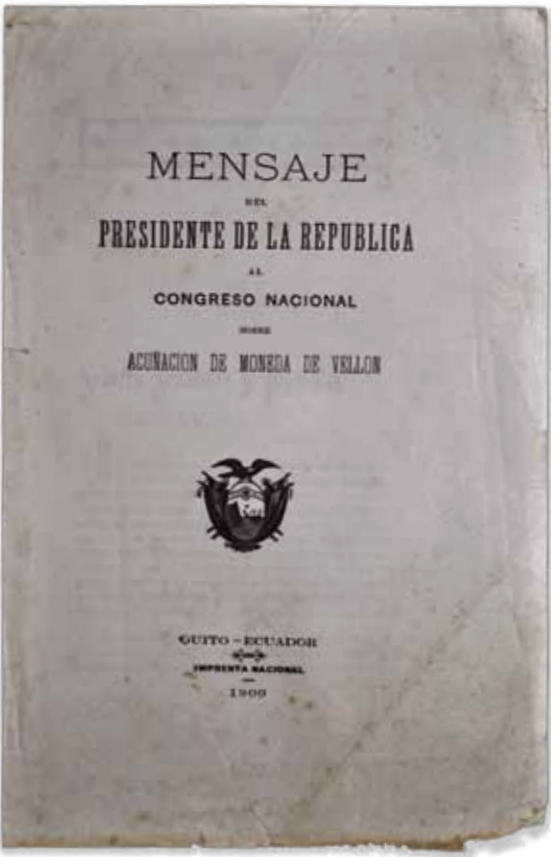 MENSAJE
DEL
PRESIDENTE DE LA REPUBLICA
AL
CONGRESO NACIONAL
SOBRE
ACUÑACION DE MONEDA DE VELLON
QUITO – ECUADOR
IMPRENTA NACIONAL
1909